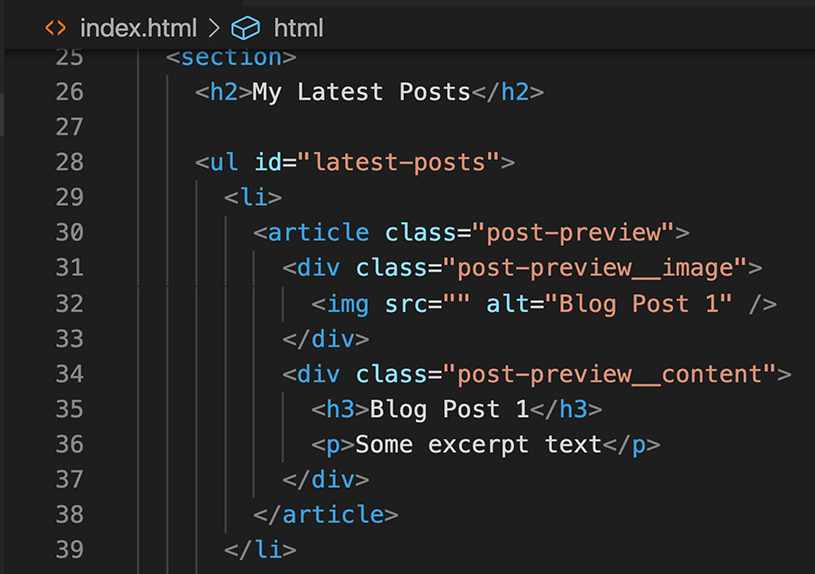 index.html > html
25 <section>
26 <h2>My Latest Posts</h2>
27
28 <ul id="latest-posts">
29 <li>
30 <article class="post-preview">
31 <div class="post-preview__image">
32 <img src="" alt="Blog Post 1" />
33 </div>
34 <div class="post-preview__content">
35 <h3>Blog Post 1</h3>
36 <p>Some excerpt text</p>
37 </div>
38 </article>
39 </li>